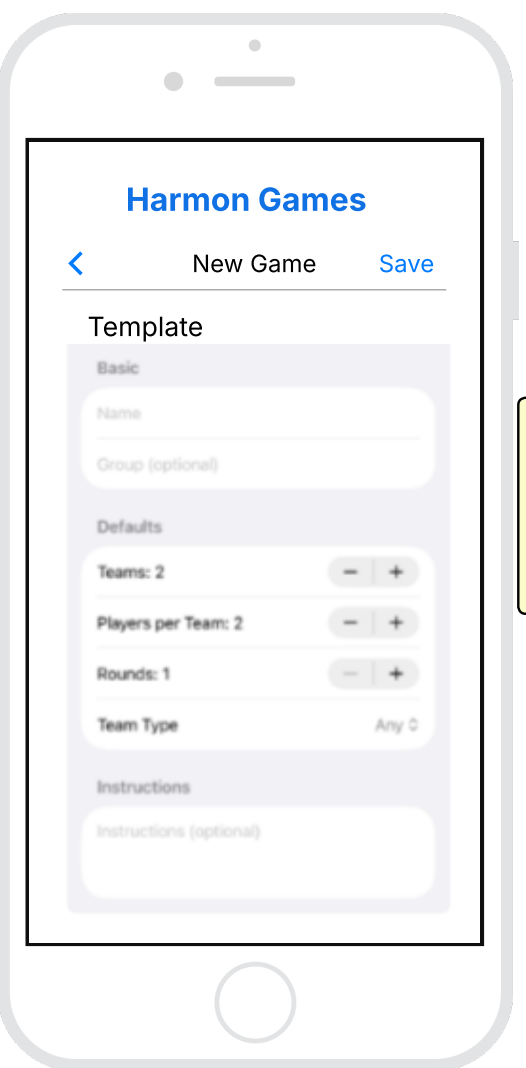 Harmon Games
New Game Save
Template
Basic
Name
Group (optional)
Defaults
Teams: 2
Players per Team: 2
Rounds: 1
Team Type Any
Instructions
Instructions (optional)